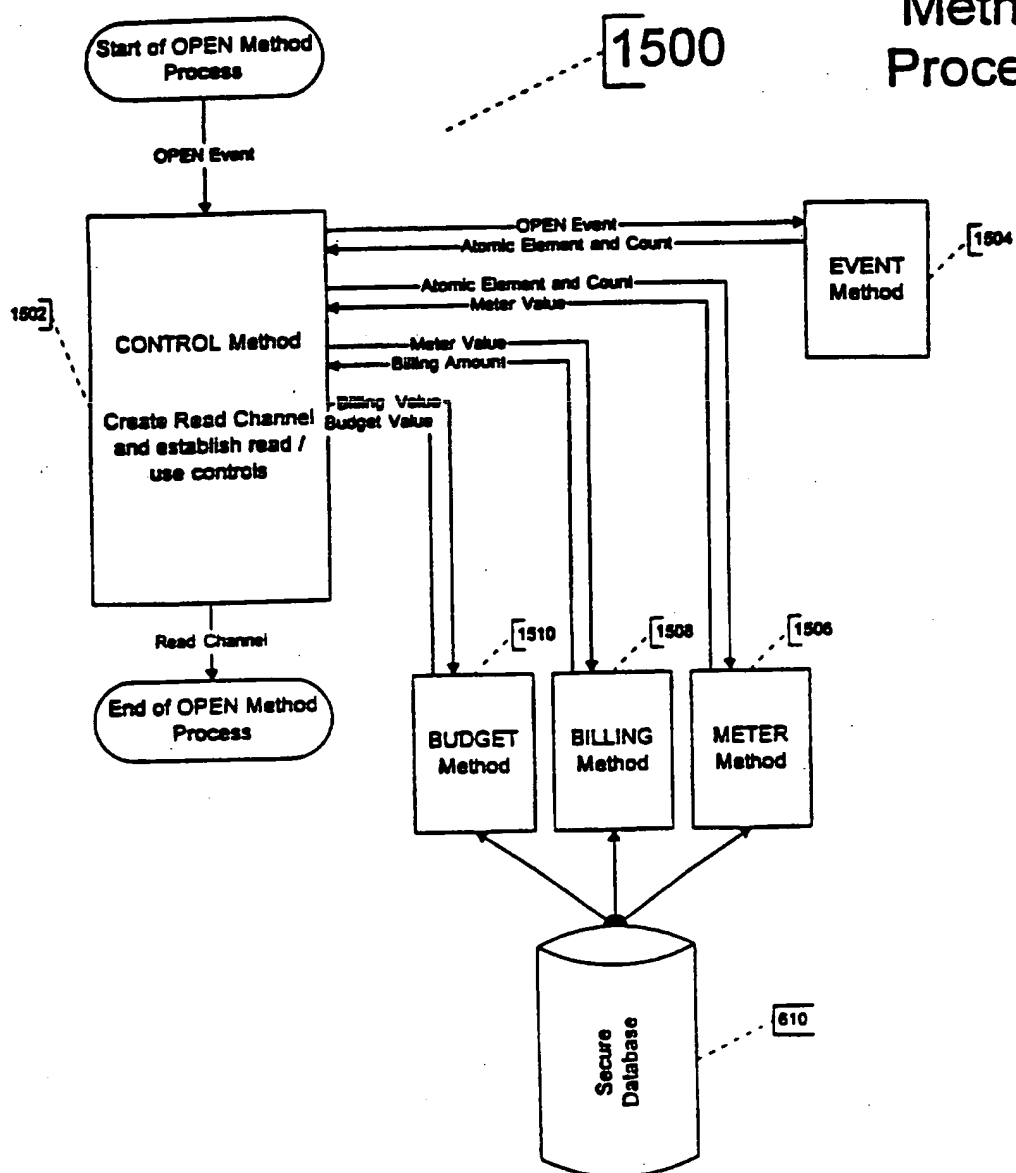 Meth
Proce
1500
Start of OPEN Method
Process
OPEN Event
OPEN Event
Atomic Element and Count
EVENT
Method
1504
Atomic Element and Count
Meter Value
1502
CONTROL Method
Create Read Channel
and establish read /
use controls
Meter Value
Billing Amount
Billing Value
Budget Value
Read Channel
End of OPEN Method
Process
1510
1508
1506
BUDGET
Method
BILLING
Method
METER
Method
Secure
Database
610